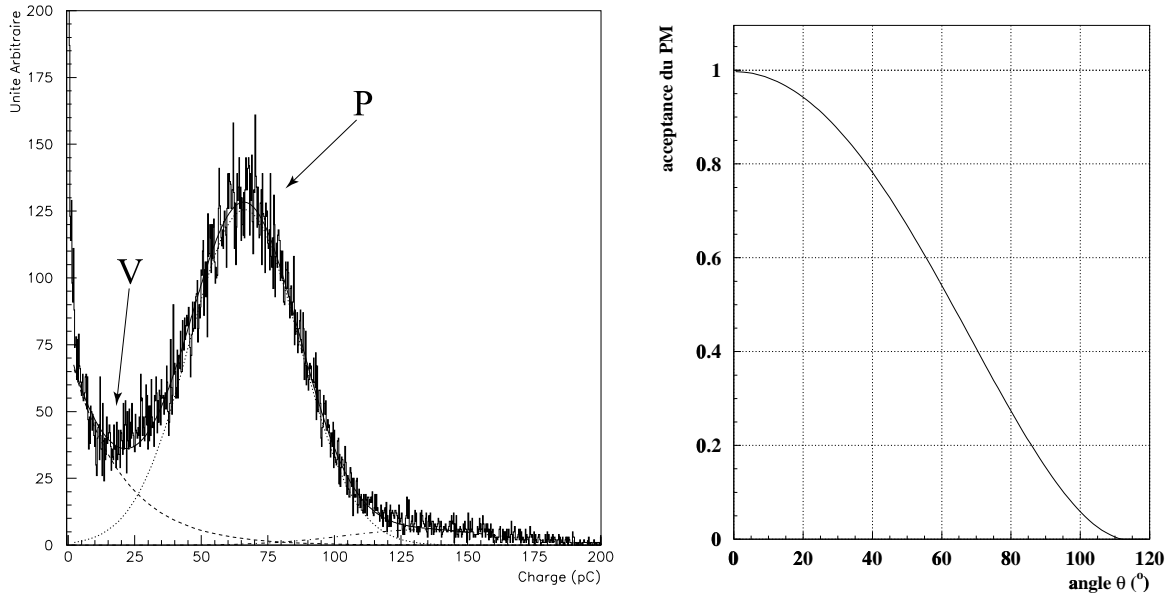 Unite Arbitraire
200
175
150
125
100
75
50
25
0
V
P
0 25 50 75 100 125 150 175 200
Charge (pC)
acceptance du PM
1
0.8
0.6
0.4
0.2
0
0 20 40 60 80 100 120
angle θ (°)